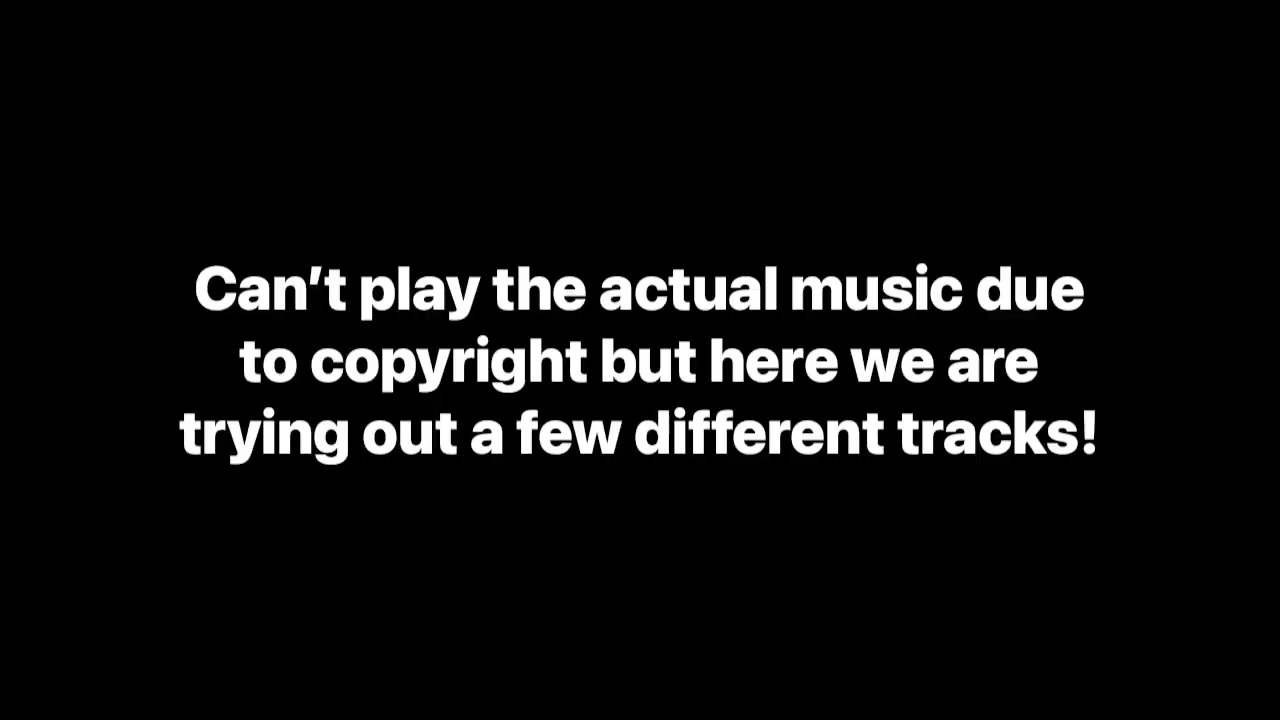 Can’t play the actual music due
to copyright but here we are
trying out a few different tracks!